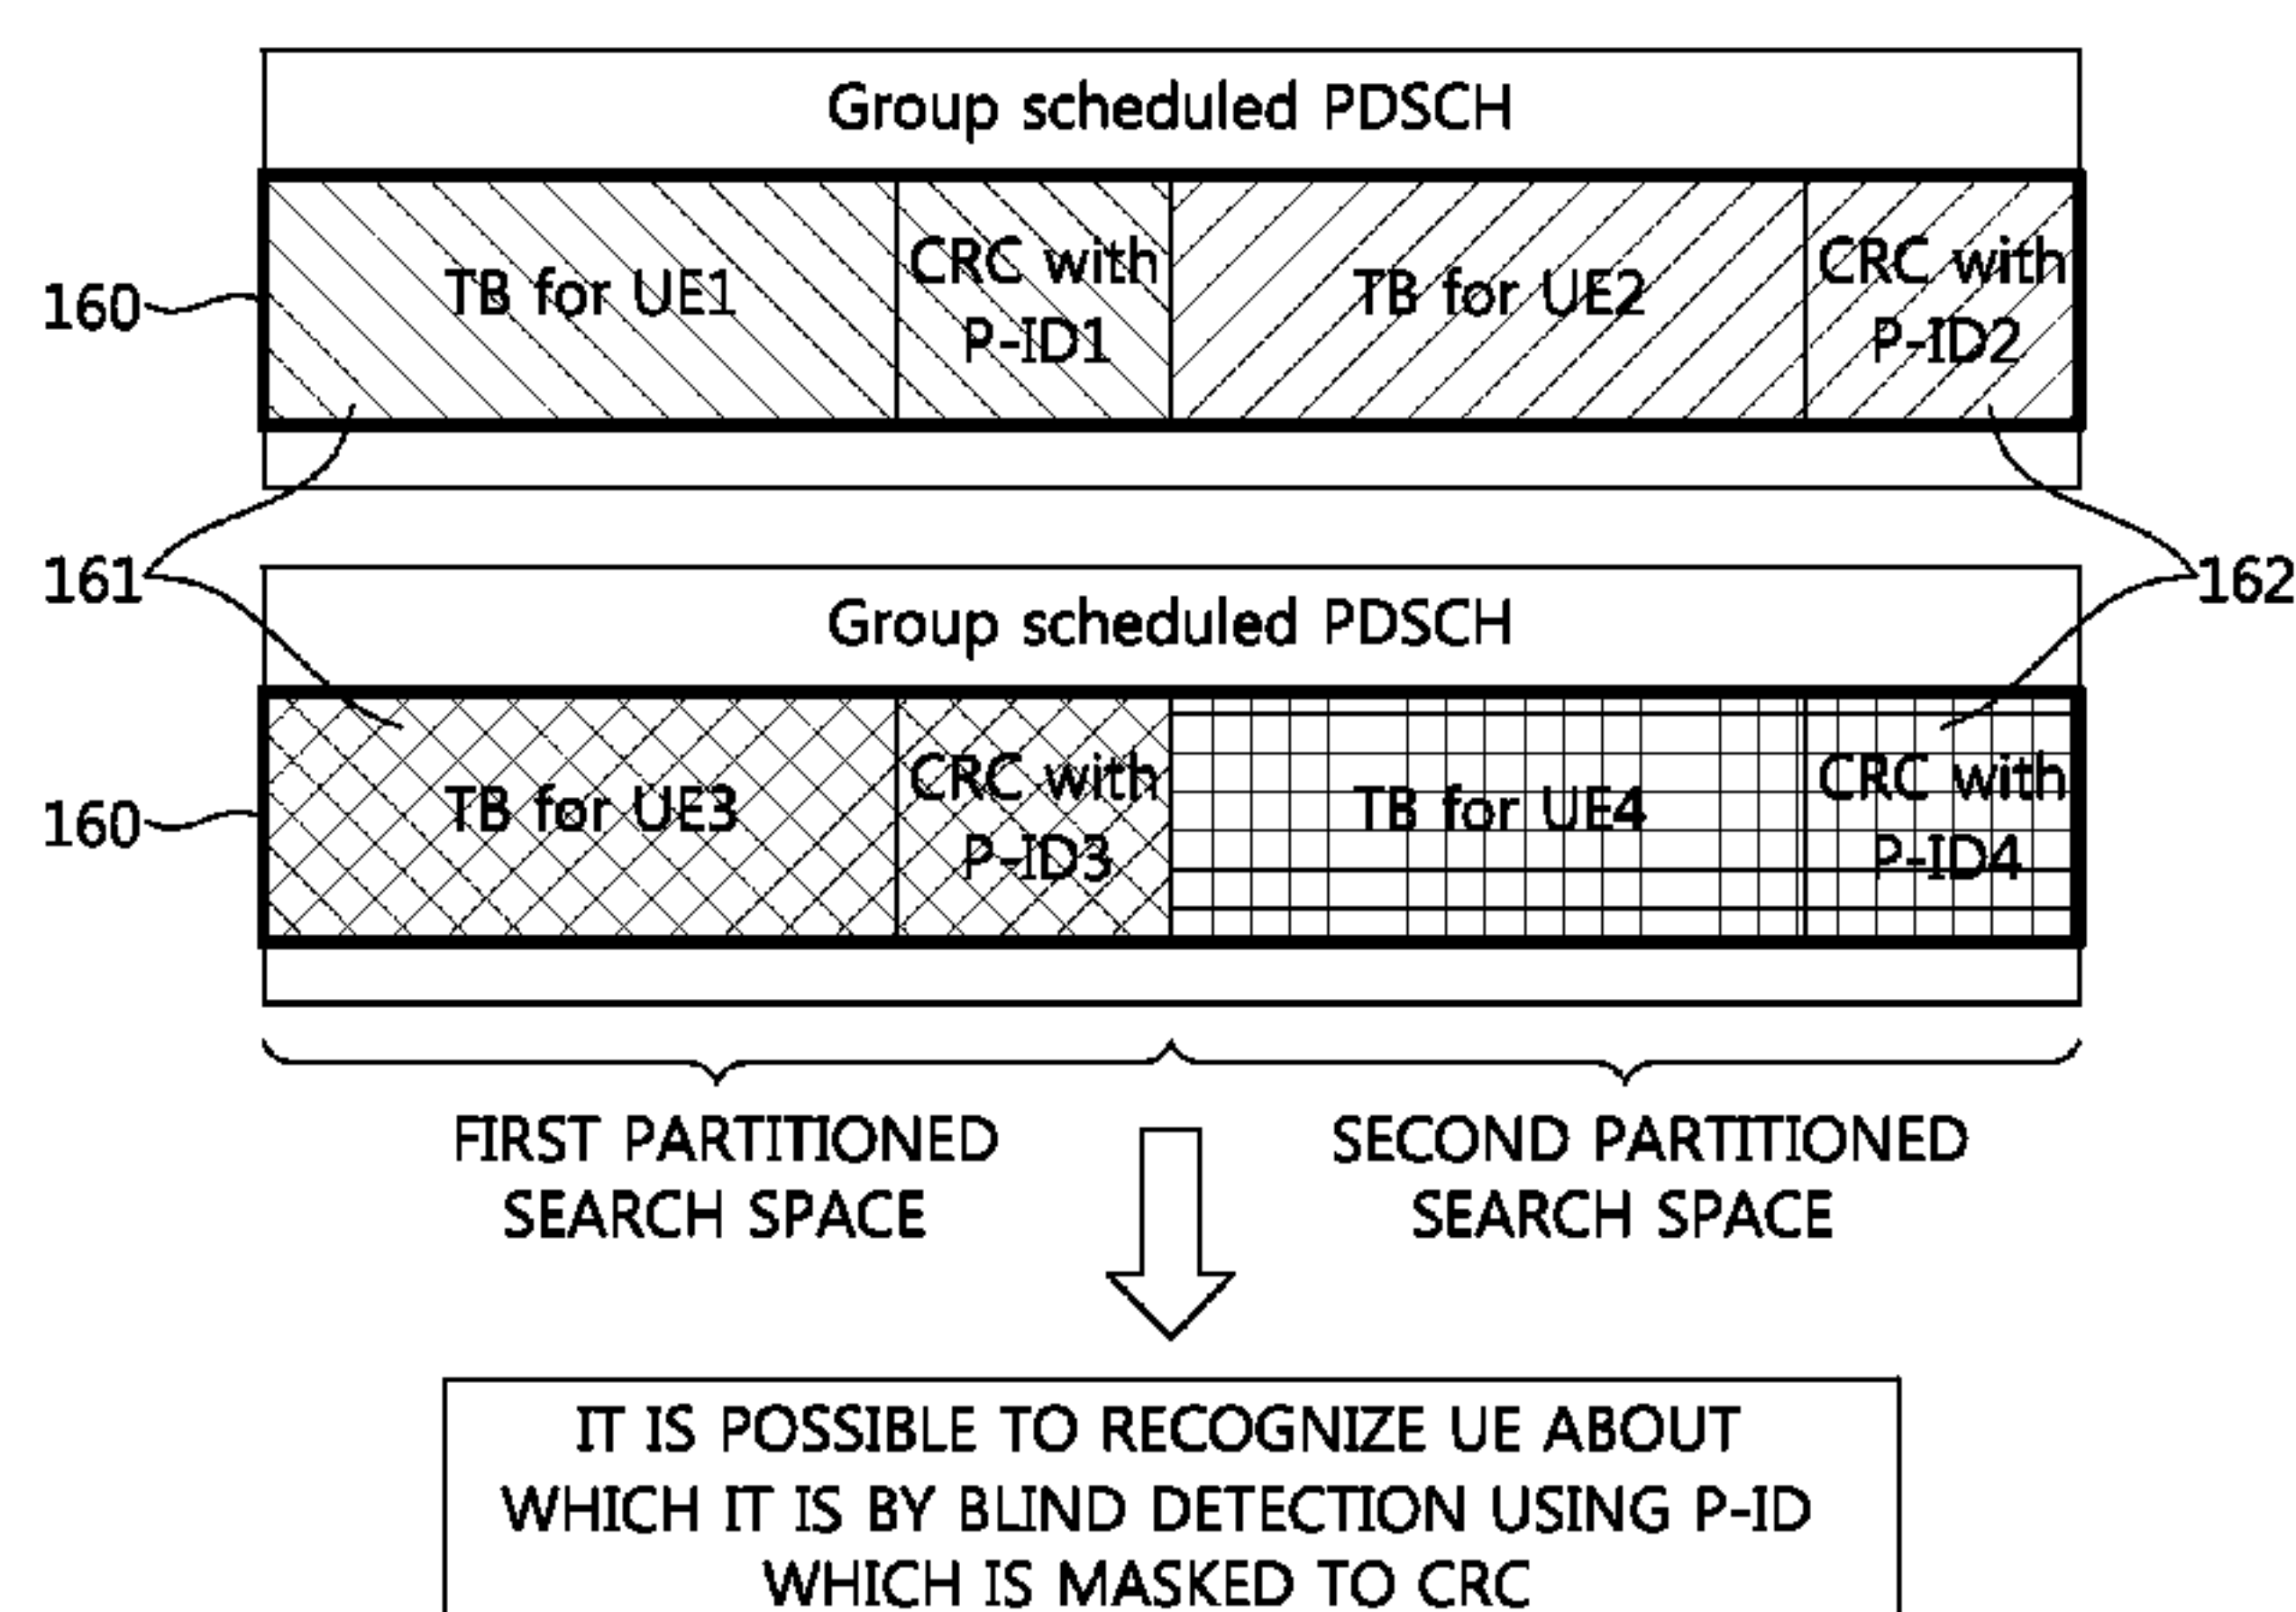 Group scheduled PDSCH
160
TB for UE1
CRC with
P-ID1
TB for UE2
CRC with
P-ID2
161
162
Group scheduled PDSCH
160
TB for UE3
CRC with
P-ID3
TB for UE4
CRC with
P-ID4
FIRST PARTITIONED
SEARCH SPACE
SECOND PARTITIONED
SEARCH SPACE
IT IS POSSIBLE TO RECOGNIZE UE ABOUT
WHICH IT IS BY BLIND DETECTION USING P-ID
WHICH IS MASKED TO CRC